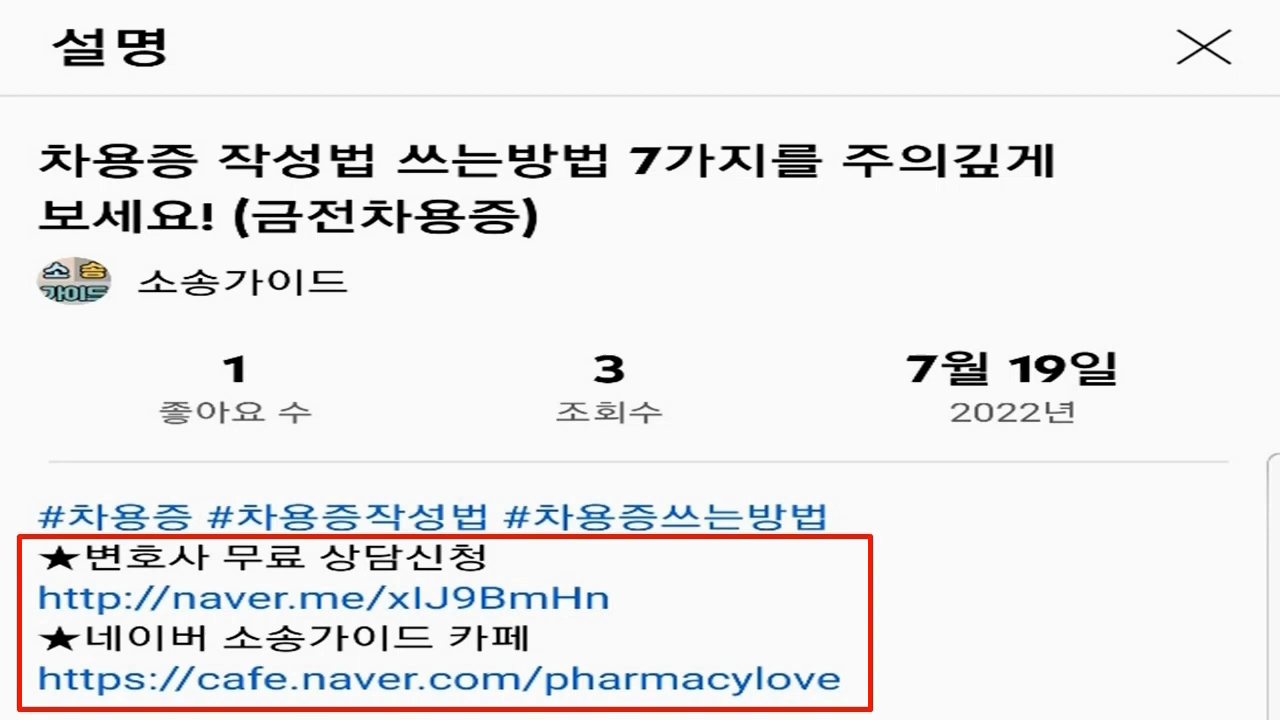 설명
차용증 작성법 쓰는방법 7가지를 주의깊게
보세요! (금전차용증)
소송
가이드
소송가이드
1
3
7월 19일
좋아요 수
조회수
2022년
#차용증 #차용증작성법 #차용증쓰는방법
★변호사 무료 상담신청
http://naver.me/xIJ9BmHn
★네이버 소송가이드 카페
https://cafe.naver.com/pharmacylove